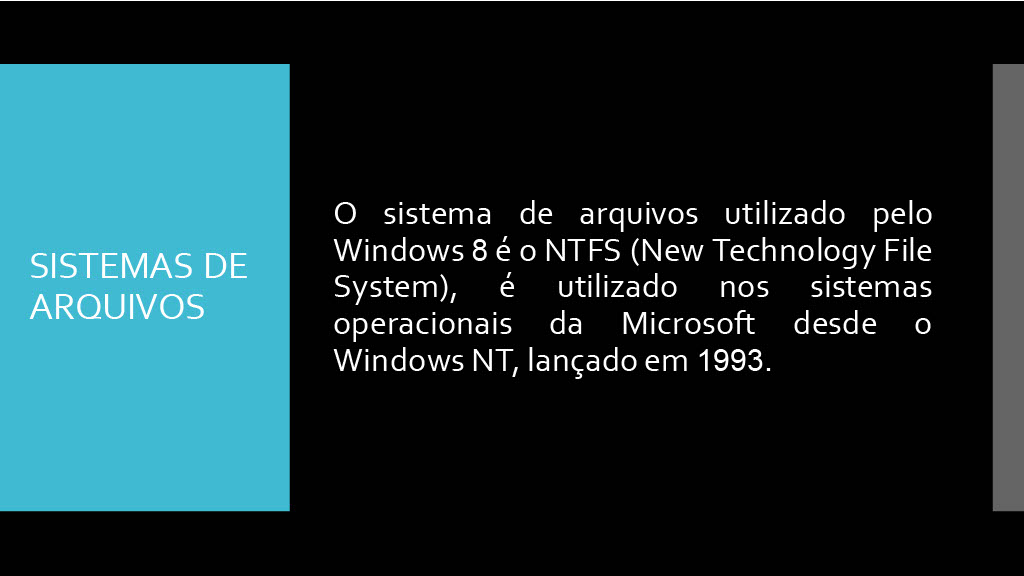 SISTEMAS DE
ARQUIVOS
O sistema de arquivos utilizado pelo
Windows 8 é o NTFS (New Technology File
System), é utilizado nos sistemas
operacionais da Microsoft desde o
Windows NT, lançado em 1993.